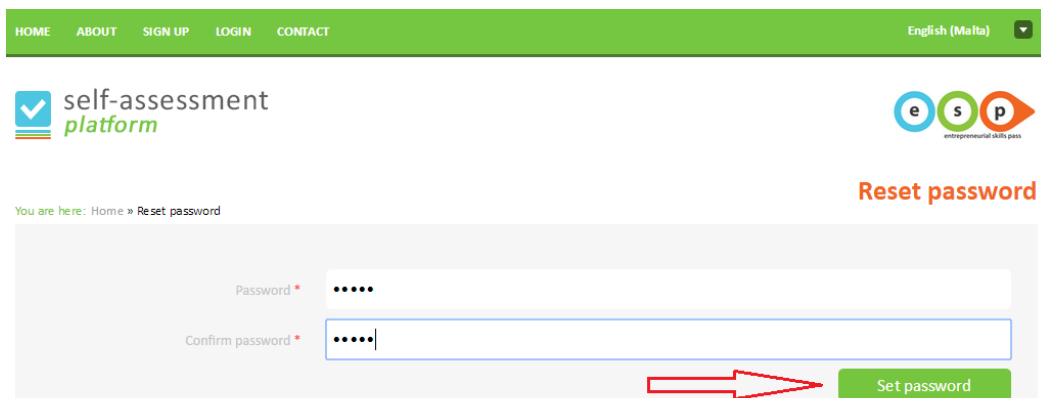 HOME ABOUT SIGN UP LOGIN CONTACT English (Malta)
self-assessment
platform
e s p
entrepreneurial skills pass
Reset password
You are here: Home » Reset password
Password * •••••
Confirm password * •••••
Set password